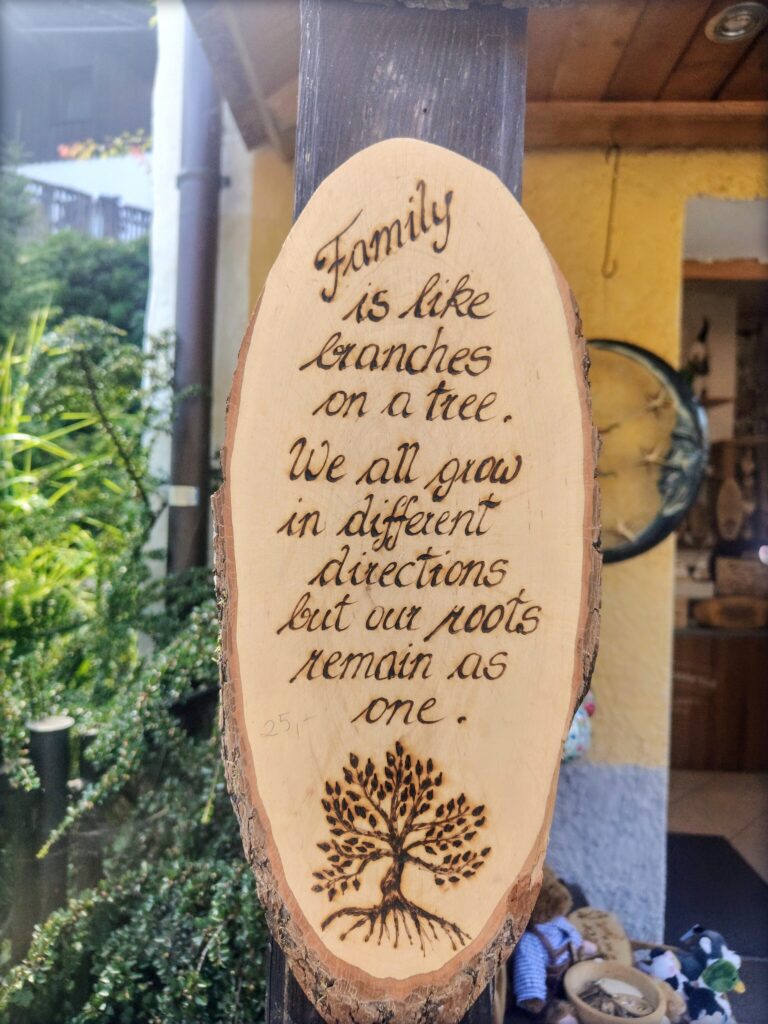 Family
is like
branches
on a tree.
We all grow
in different
directions
but our roots
remain as
one.
25,-